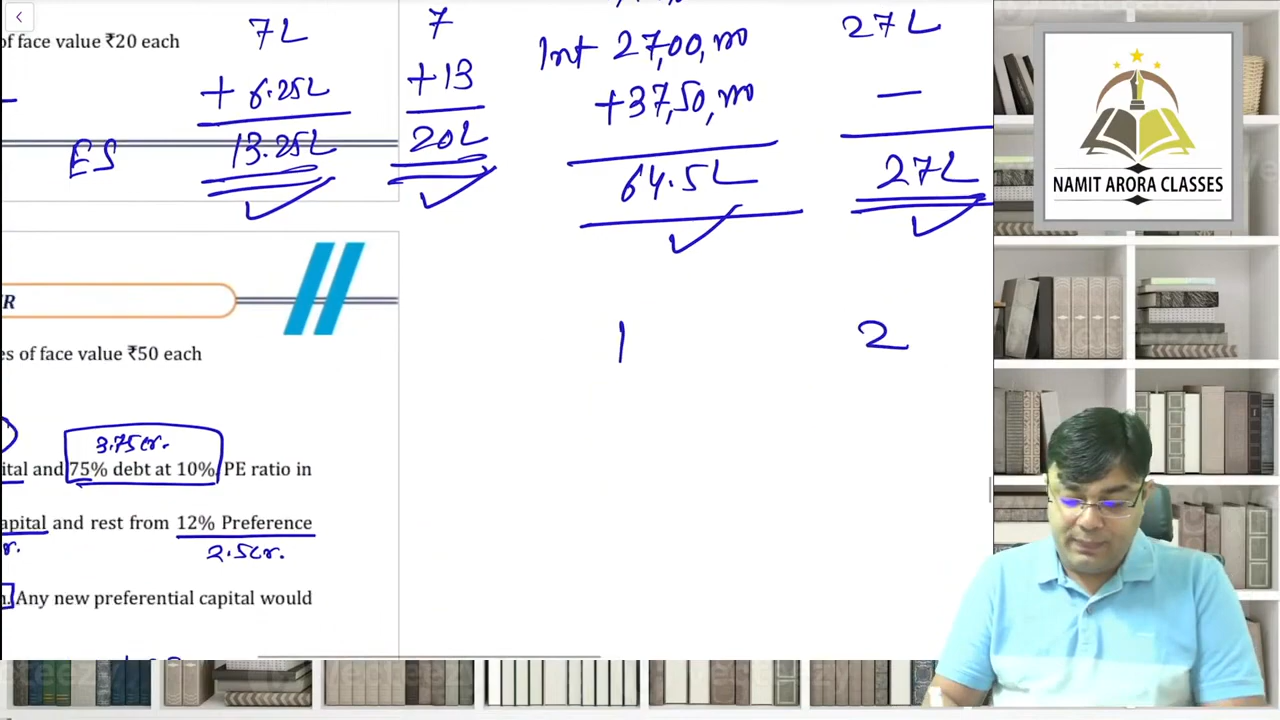 of face value ₹20 each
7L
+ 6.25L
ES 13.25L
7
+13
20L
Int 27,00,000
+37,50,000
64.5L
27L
—
27L
NAMIT ARORA CLASSES
R
es of face value ₹50 each
1 2
3.75cr.
ital and 75% debt at 10%. PE ratio in
apital and rest from 12% Preference
r. 2.5cr.
n. Any new preferential capital would